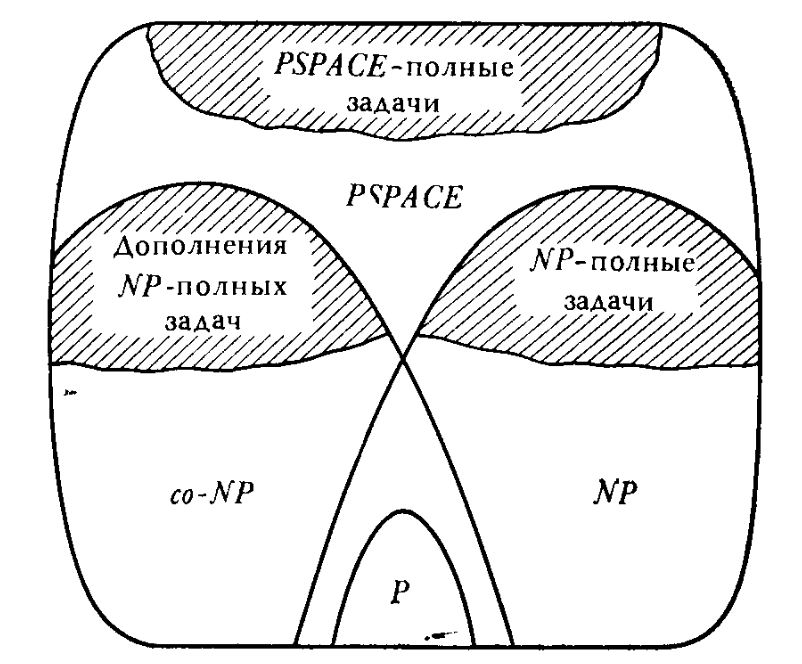 PSPACE-полные
задачи
PSPACE
Дополнения
NP-полных
задач
NP-полные
задачи
co-NP
NP
P